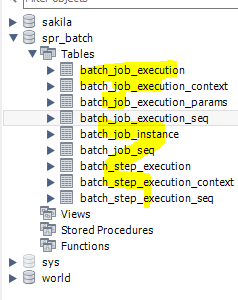 sakila
spr_batch
Tables
batch_job_execution
batch_job_execution_context
batch_job_execution_params
batch_job_execution_seq
batch_job_instance
batch_job_seq
batch_step_execution
batch_step_execution_context
batch_step_execution_seq
Views
Stored Procedures
Functions
sys
world